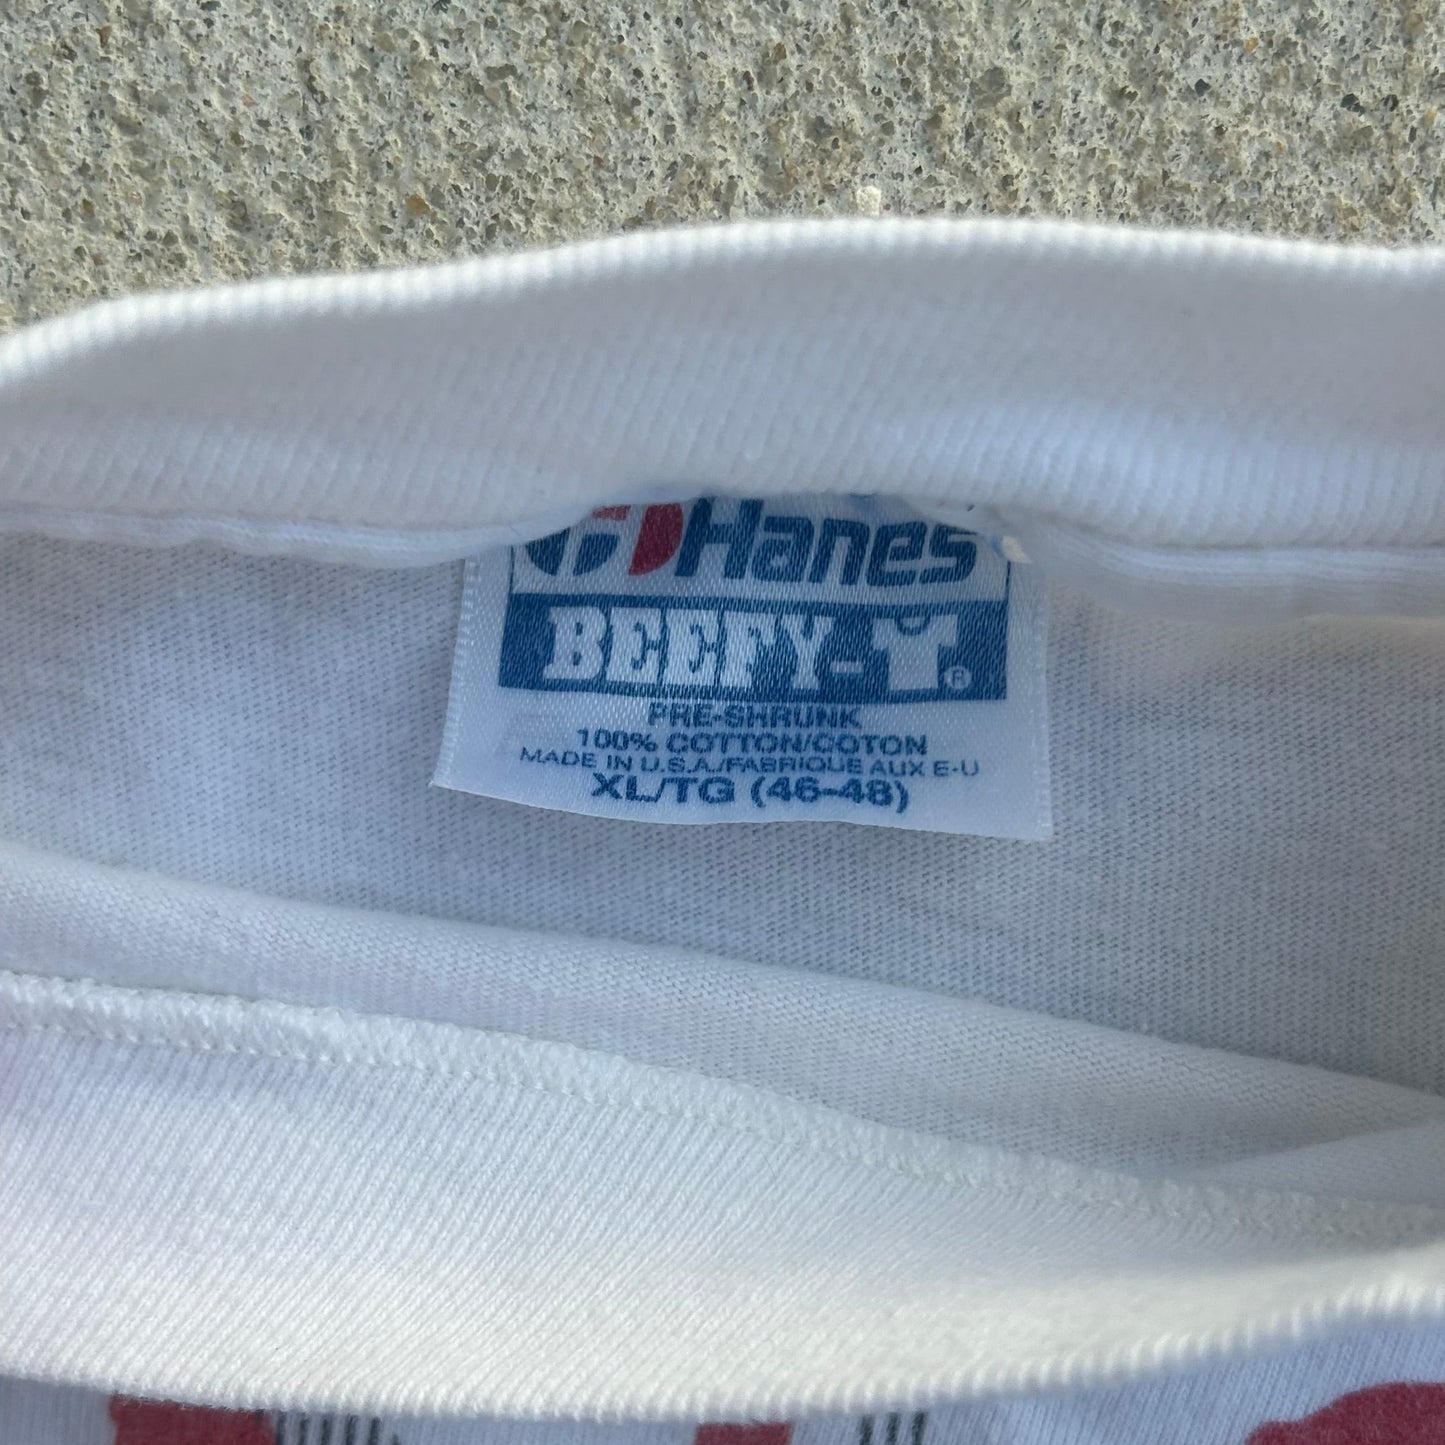 Hanes
BEEFY-T®
PRE-SHRUNK
100% COTTON/COTON
MADE IN U.S.A./FABRIQUE AUX E-U
XL/TG (46-48)